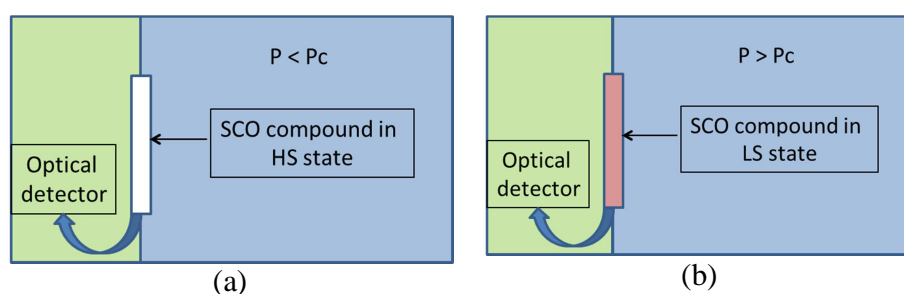 P < Pc
SCO compound in
HS state
Optical
detector
(a)
P > Pc
SCO compound in
LS state
Optical
detector
(b)